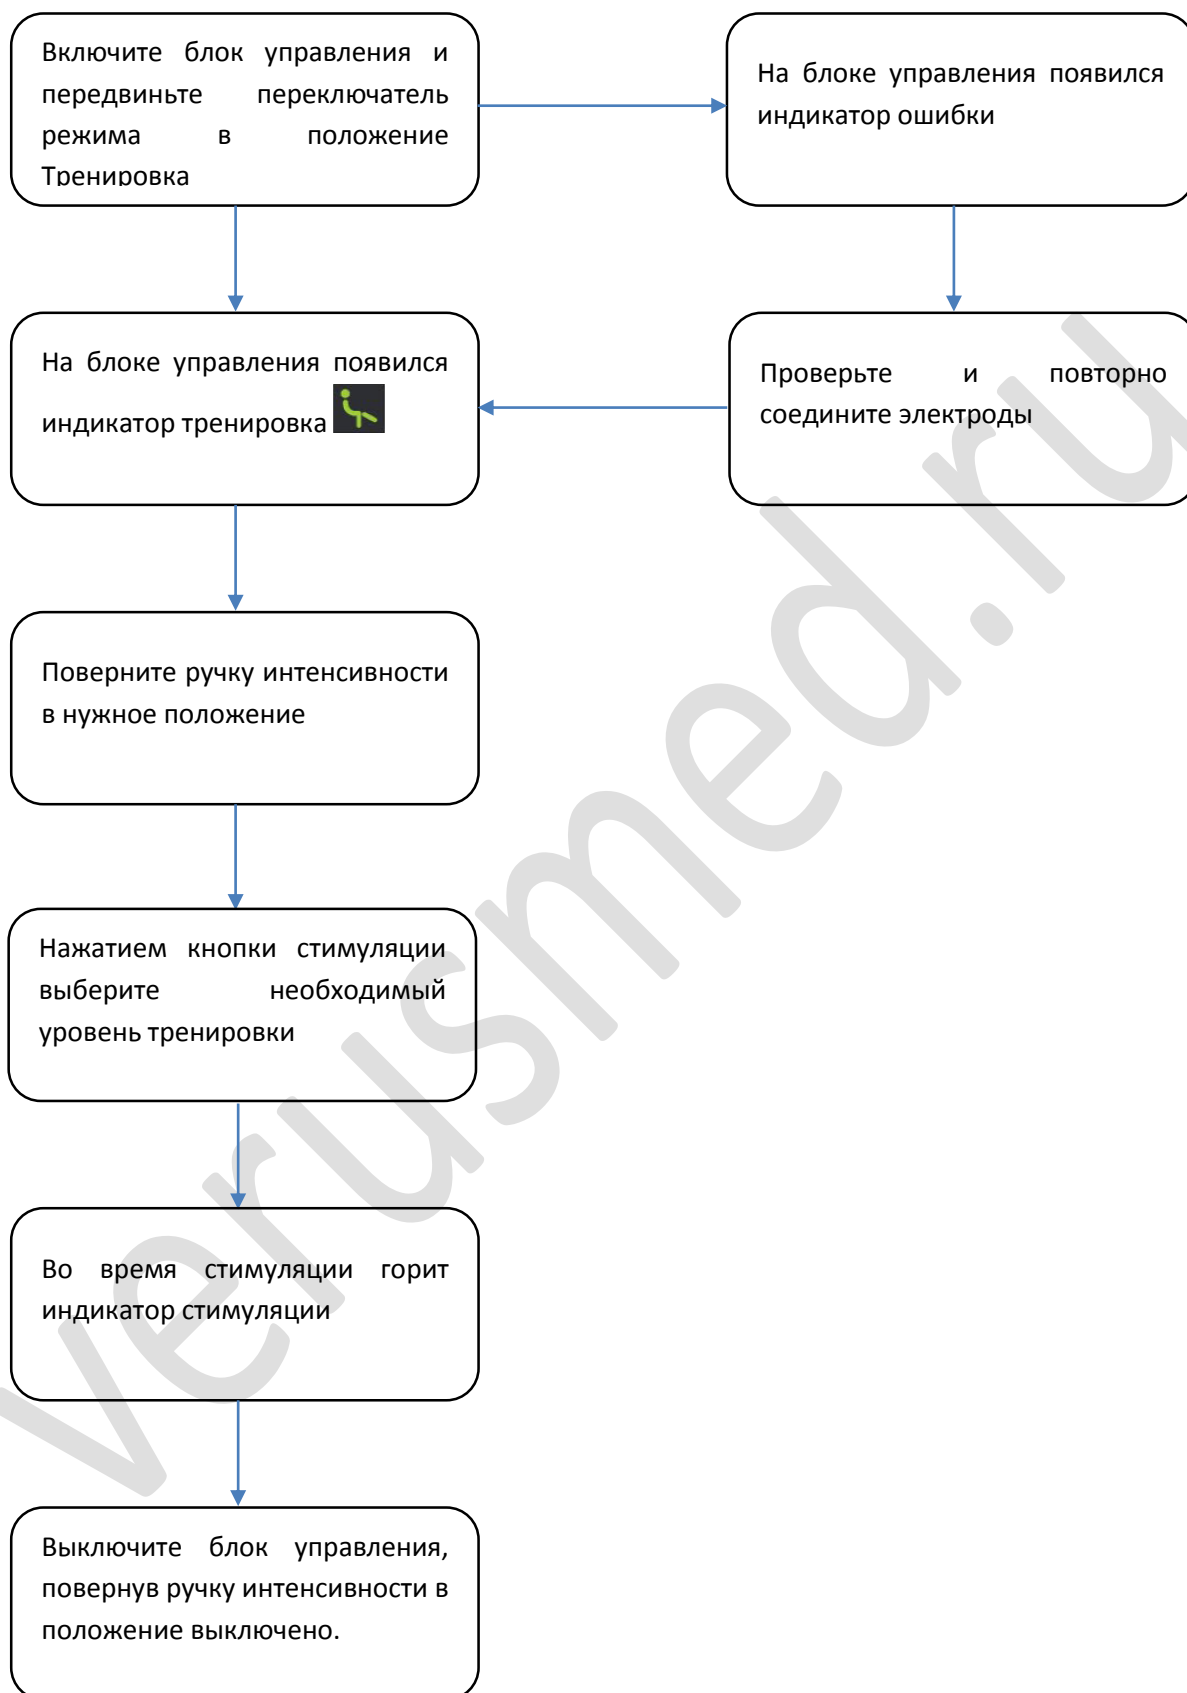 Включите блок управления и
передвиньте переключатель
режима в положение
Тренировка
На блоке управления появился
индикатор ошибки
На блоке управления появился
индикатор тренировка
Проверьте и повторно
соедините электроды
Поверните ручку интенсивности
в нужное положение
Нажатием кнопки стимуляции
выберите необходимый
уровень тренировки
Во время стимуляции горит
индикатор стимуляции
Выключите блок управления,
повернув ручку интенсивности в
положение выключено.
verusmed.ru